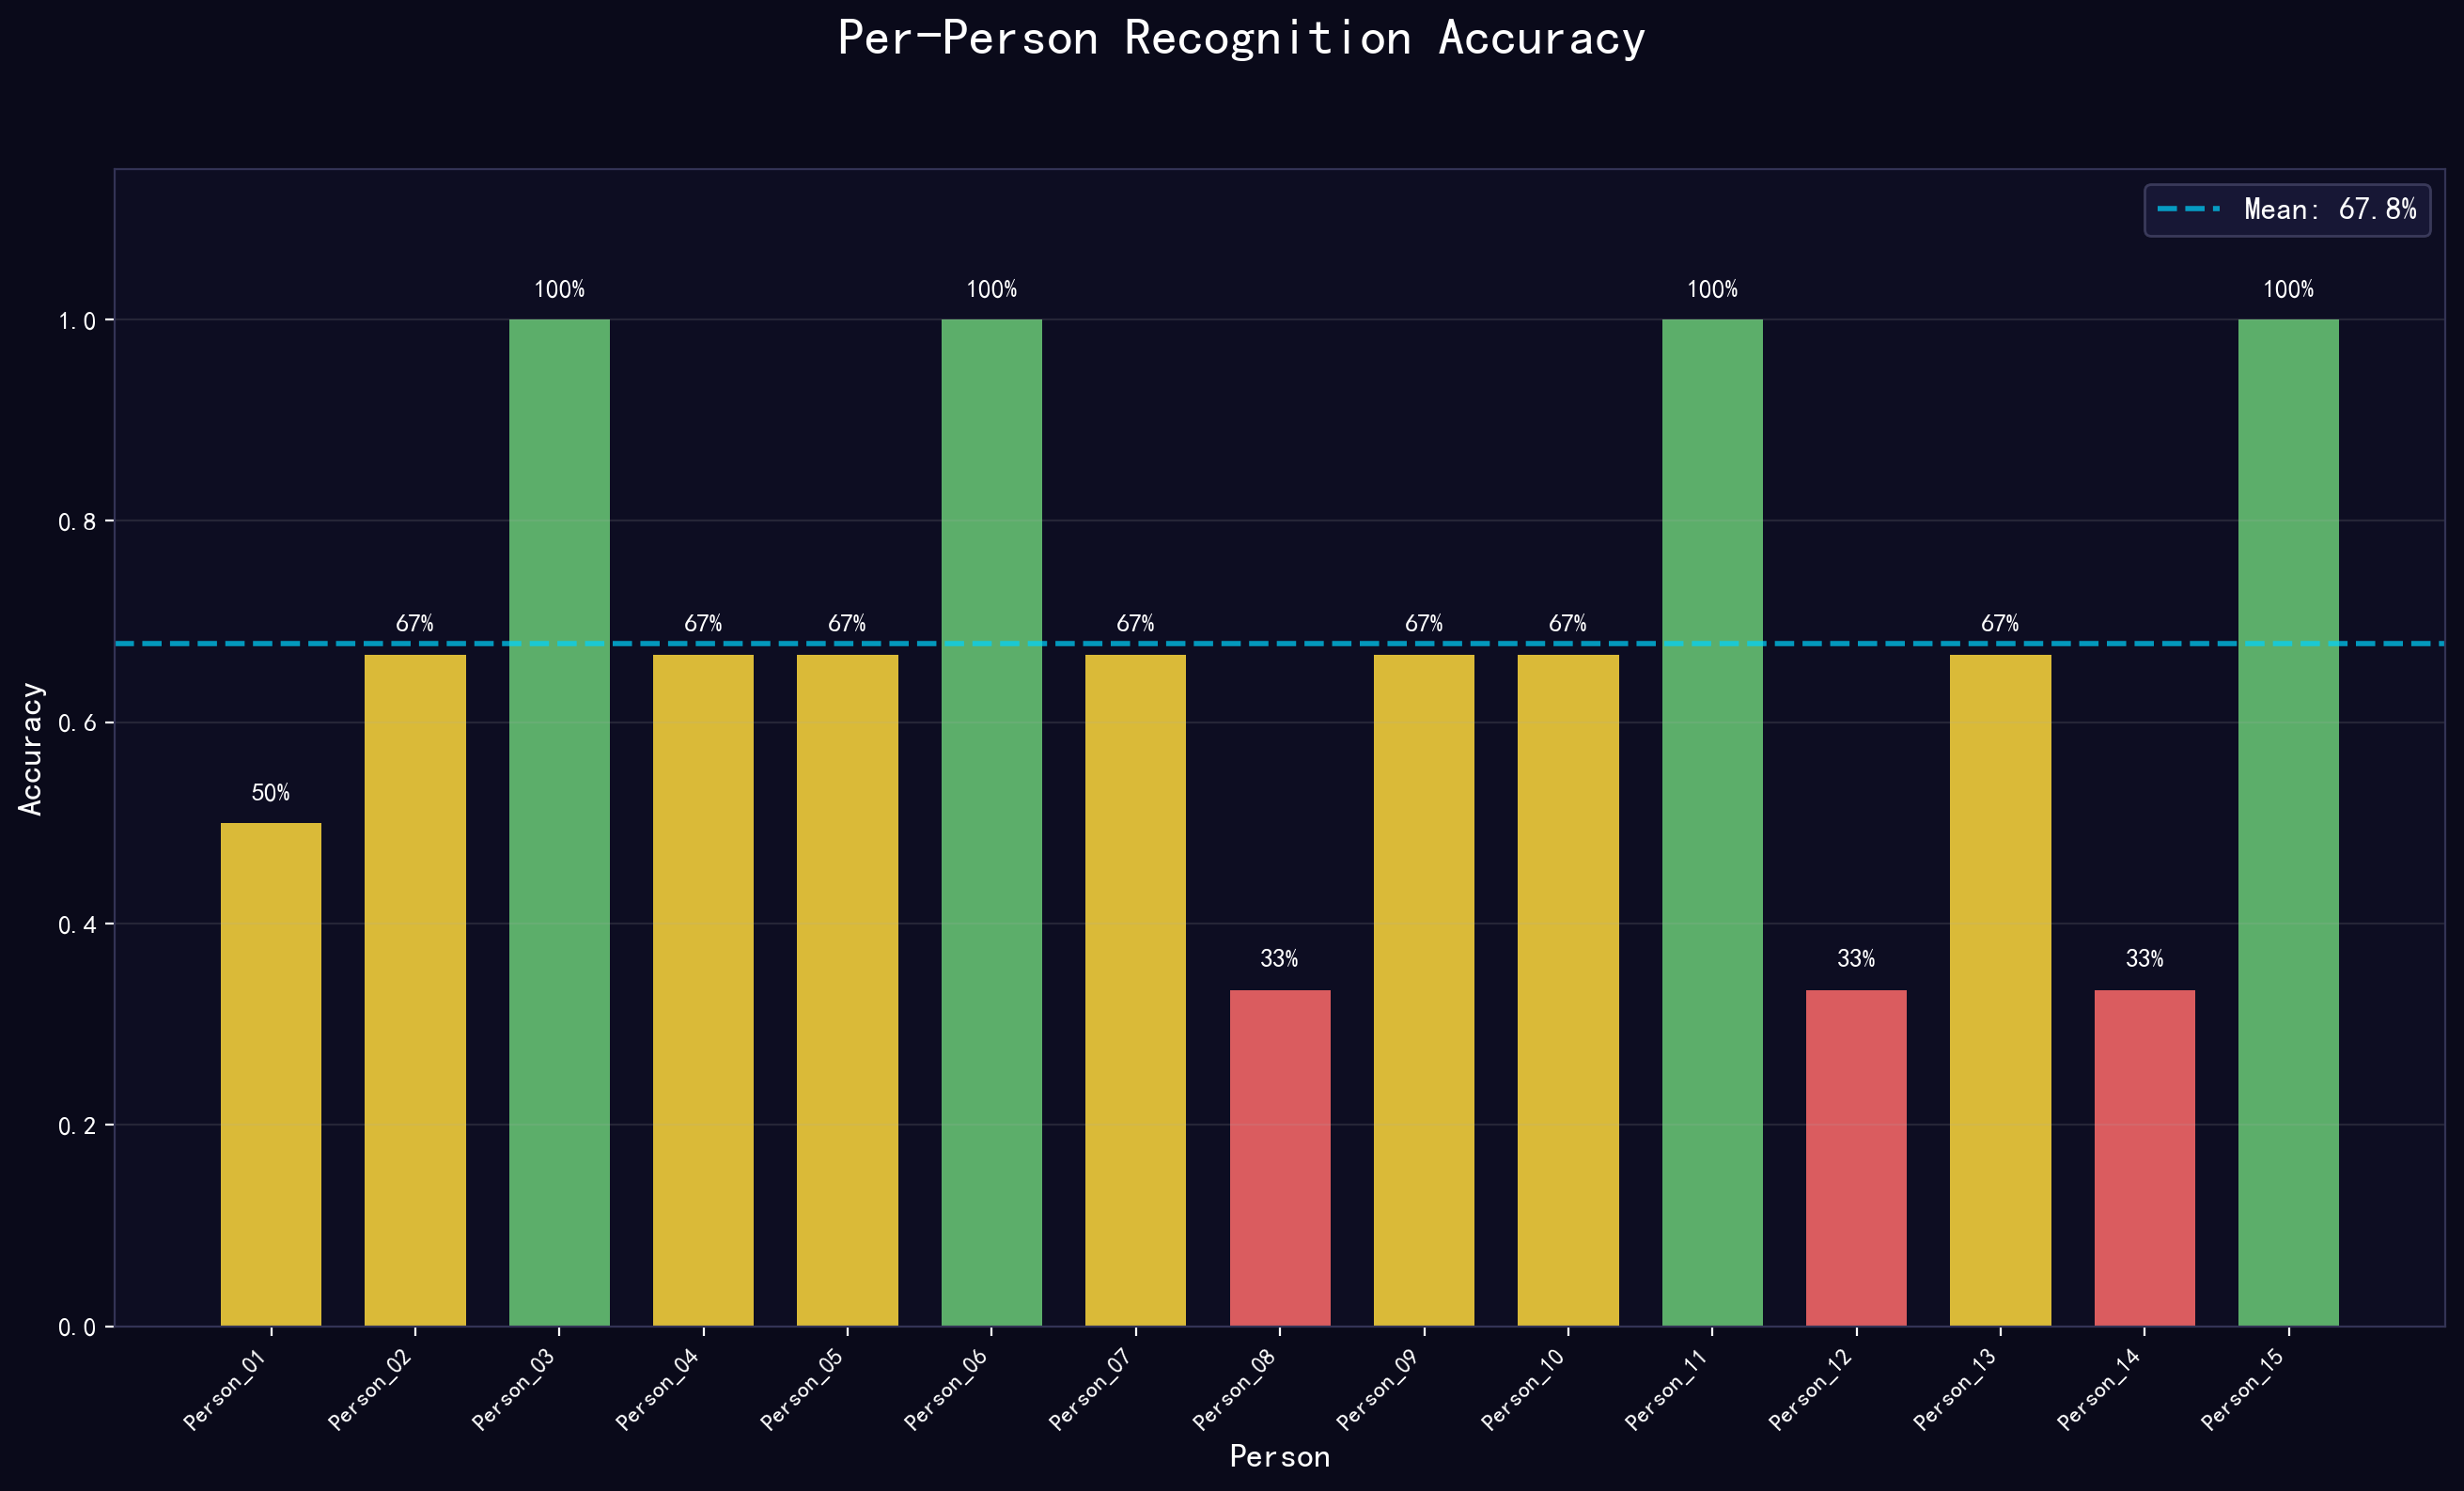 Per-Person Recognition Accuracy
Mean: 67.8%
100% 100% 100% 100%
1.0
0.8
67% 67% 67% 67% 67% 67% 67%
0.6
50%
0.4
33% 33% 33%
0.2
0.0
Accuracy
Person_01 Person_02 Person_03 Person_04 Person_05 Person_06 Person_07 Person_08 Person_09 Person_10 Person_11 Person_12 Person_13 Person_14 Person_15
Person